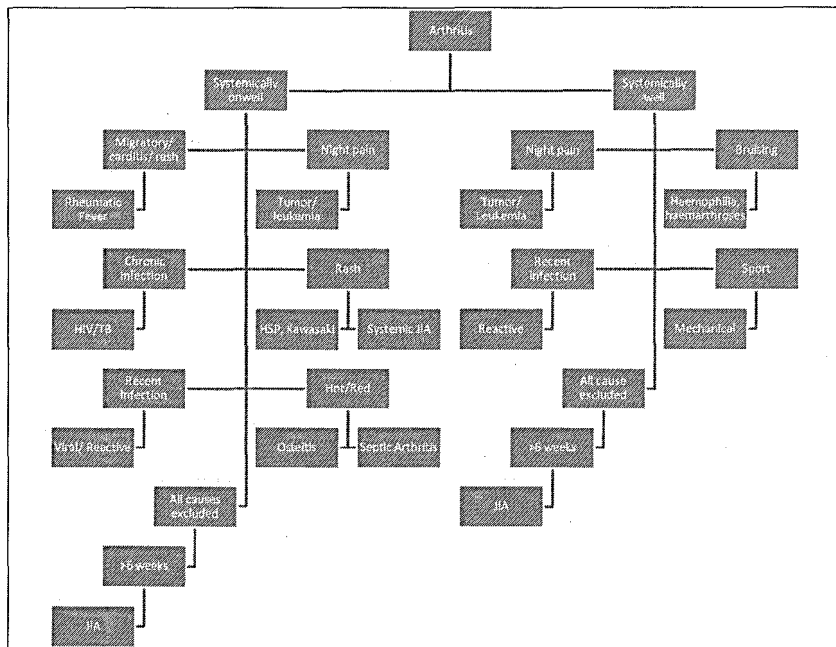 Arthritis
Systemically
unwell
Systemically
well
Migratory/
carditis/ rash
Night pain
Night pain
Bruising
Rheumatic
Fever
Tumor/
leukemia
Tumor/
Leukemia
Haemophilia,
haemarthroses
Chronic
infection
Rash
Recent
infection
Sport
HIV/TB
HSP, Kawasaki
Systemic JIA
Reactive
Mechanical
Recent
Infection
Hot/Red
All cause
excluded
Viral/ Reactive
Osteitis
Septic Arthritis
>6 weeks
All causes
excluded
JIA
>6 weeks
JIA